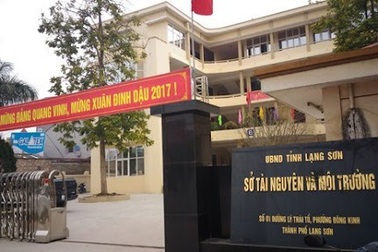 MỪNG ĐẢNG QUANG VINH, MỪNG XUÂN ĐINH DẬU 2017 !
UBND TỈNH LẠNG SƠN
SỞ TÀI NGUYÊN VÀ MÔI TRƯỜNG
SỐ 01 ĐƯỜNG LÝ THÁI TỔ, PHƯỜNG ĐÔNG KINH
THÀNH PHỐ LẠNG SƠN